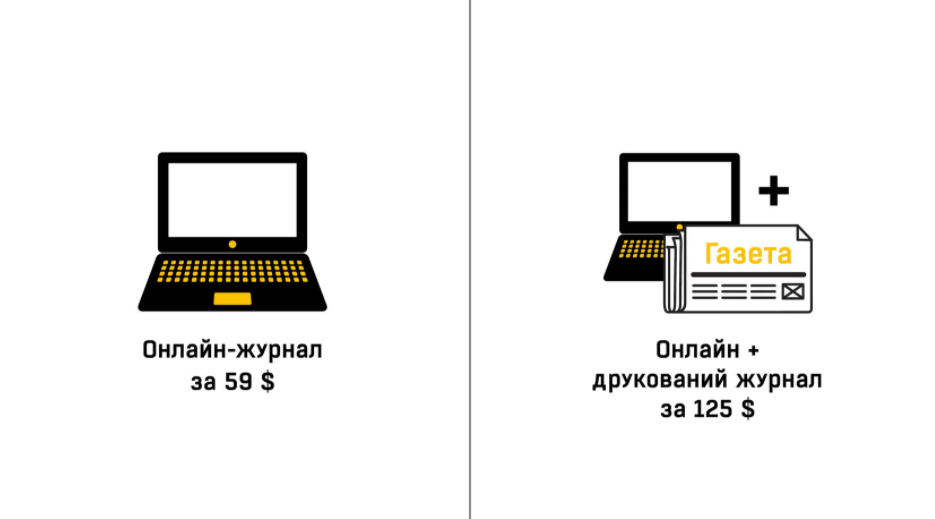 Онлайн-журнал
за 59 $
Газета
Онлайн +
друкований журнал
за 125 $